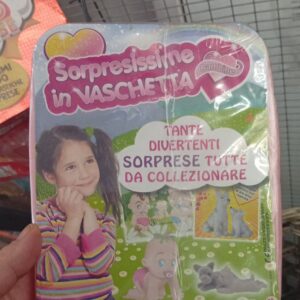 Sorpresissime
in VASCHETTA
TANTE
DIVERTENTI
SORPRESE TUTTE
DA COLLEZIONARE